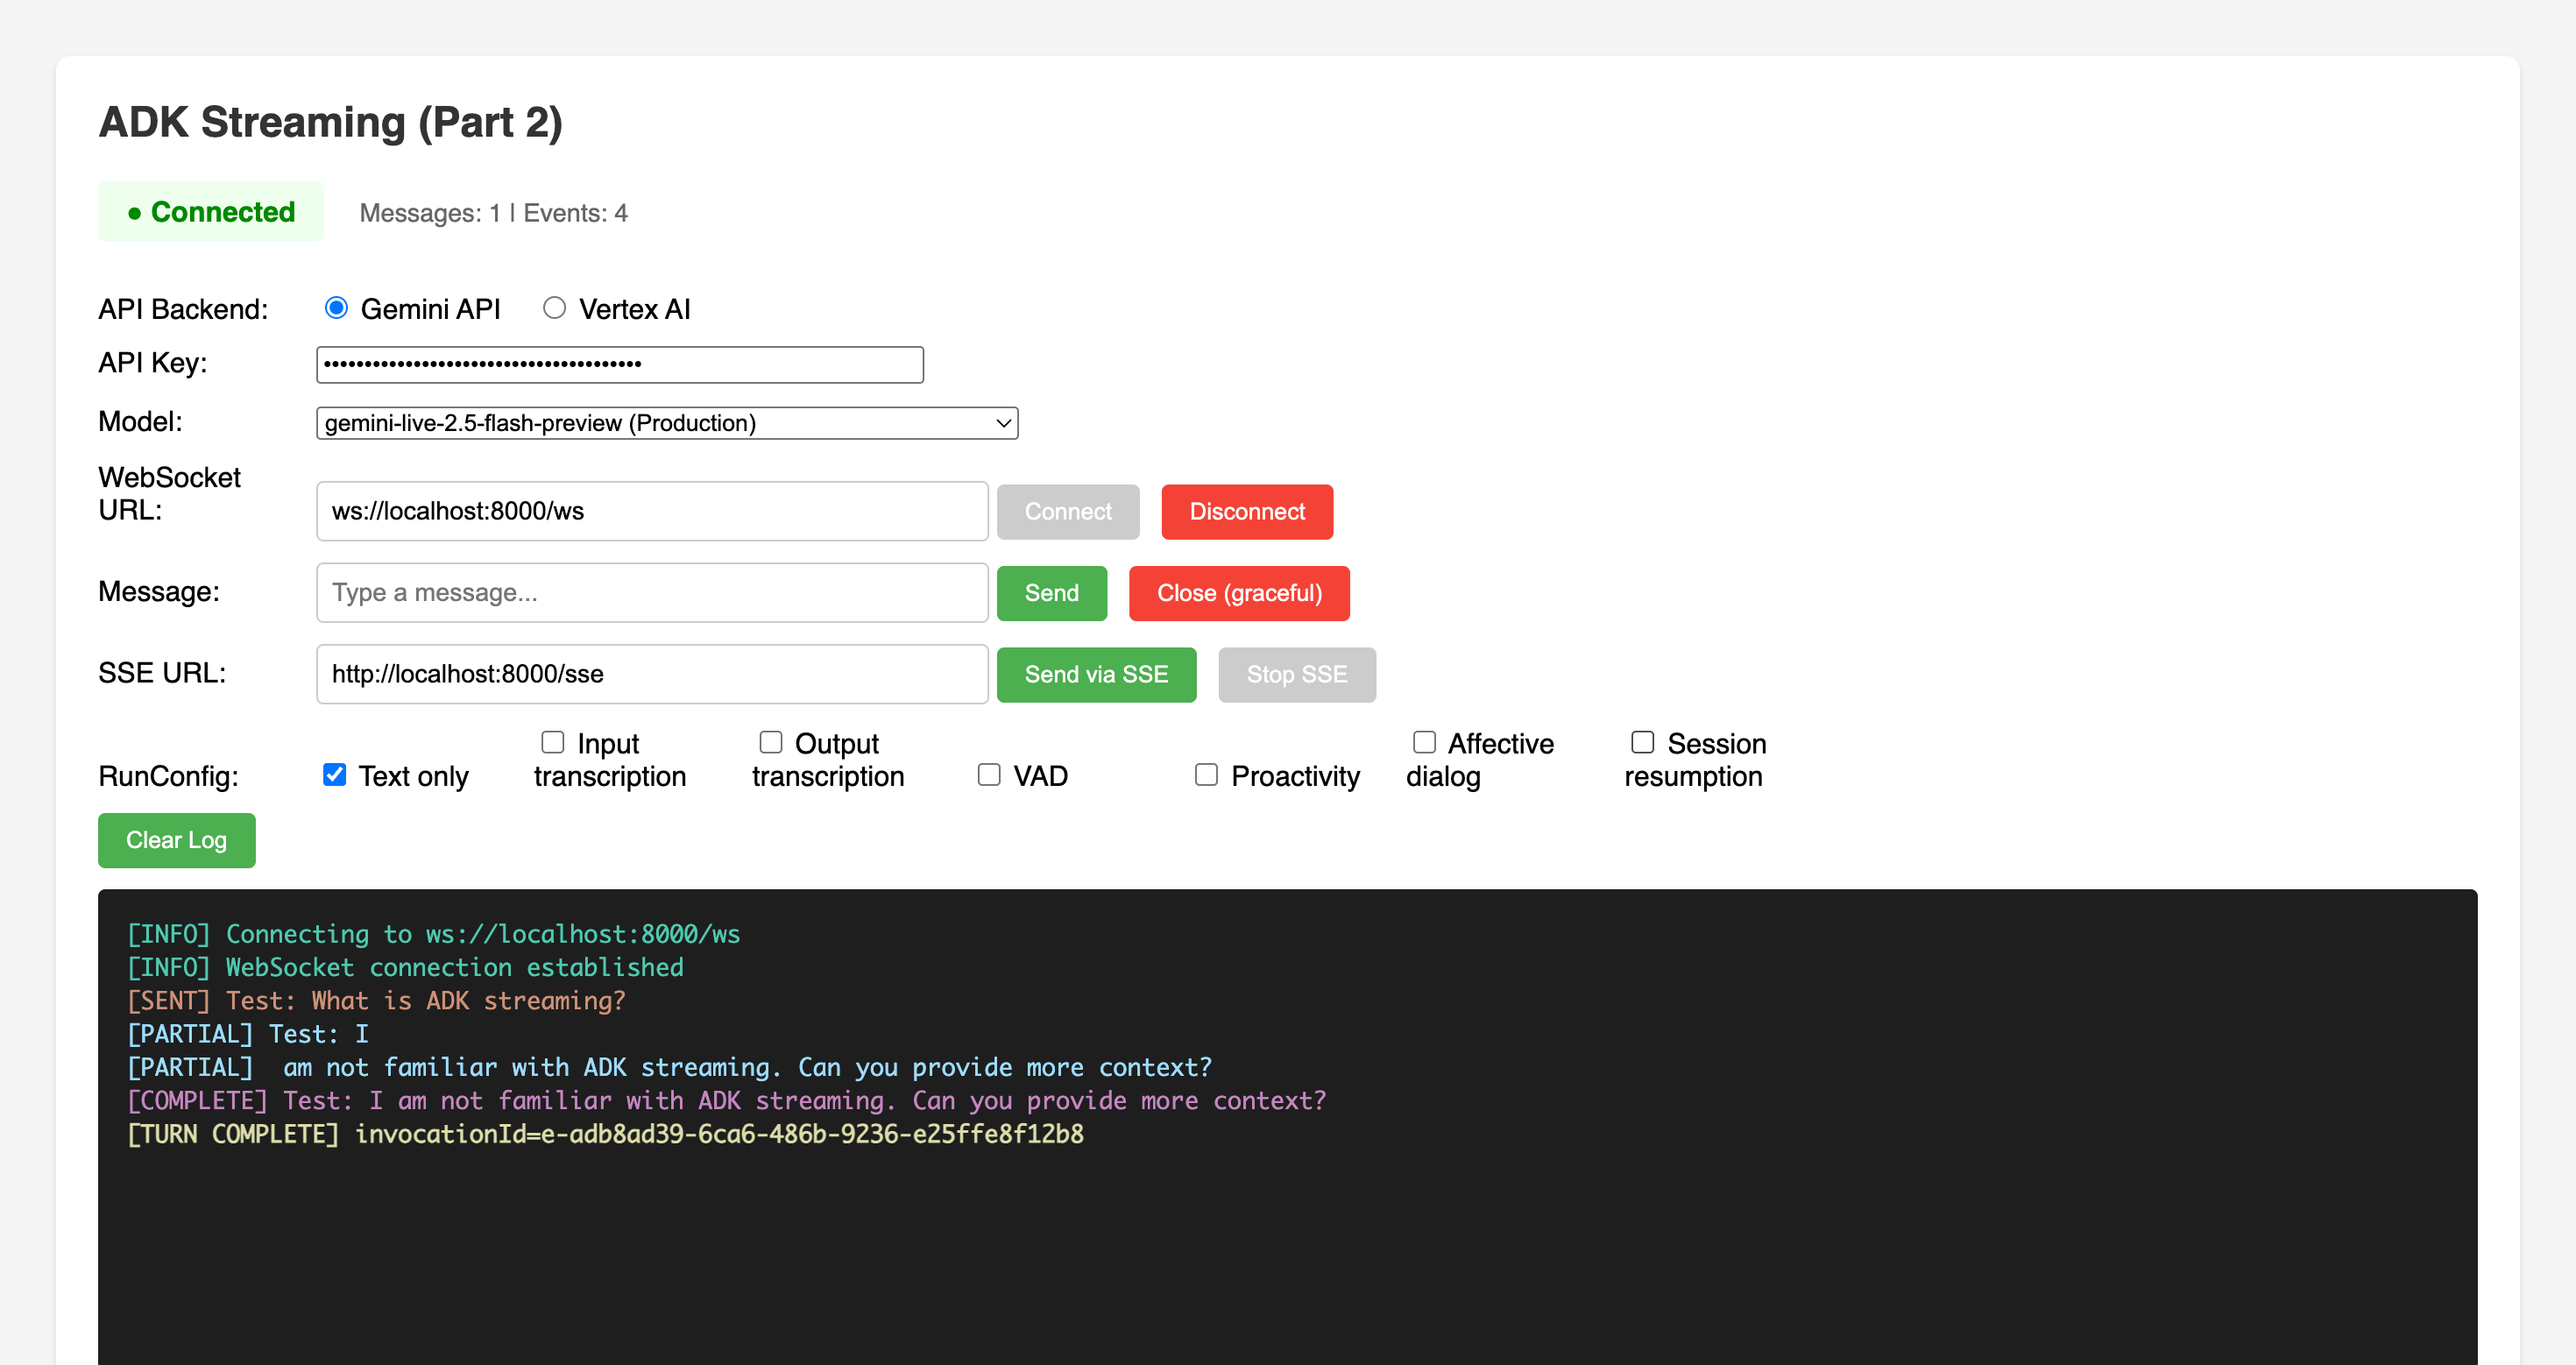 ADK Streaming (Part 2)
● Connected Messages: 1 | Events: 4
API Backend: Gemini API Vertex AI
API Key: •••••••••••••••••••••••••••••••••••••••
Model: gemini-live-2.5-flash-preview (Production)
WebSocket
URL: ws://localhost:8000/ws Connect Disconnect
Message: Type a message... Send Close (graceful)
SSE URL: http://localhost:8000/sse Send via SSE Stop SSE
RunConfig: Text only Input transcription Output transcription VAD Proactivity Affective dialog Session resumption
Clear Log
[INFO] Connecting to ws://localhost:8000/ws
[INFO] WebSocket connection established
[SENT] Test: What is ADK streaming?
[PARTIAL] Test: I
[PARTIAL]  am not familiar with ADK streaming. Can you provide more context?
[COMPLETE] Test: I am not familiar with ADK streaming. Can you provide more context?
[TURN COMPLETE] invocationId=e-adb8ad39-6ca6-486b-9236-e25ffe8f12b8